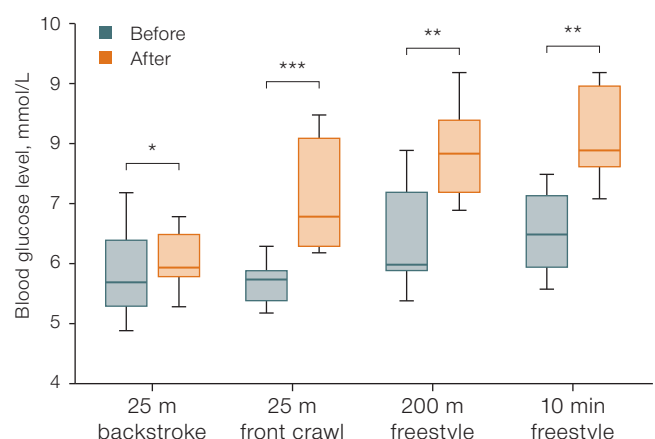 Blood glucose level, mmol/L
10
9
9
7
6
5
4
Before
After
*
***
**
**
25 m
backstroke
25 m
front crawl
200 m
freestyle
10 min
freestyle